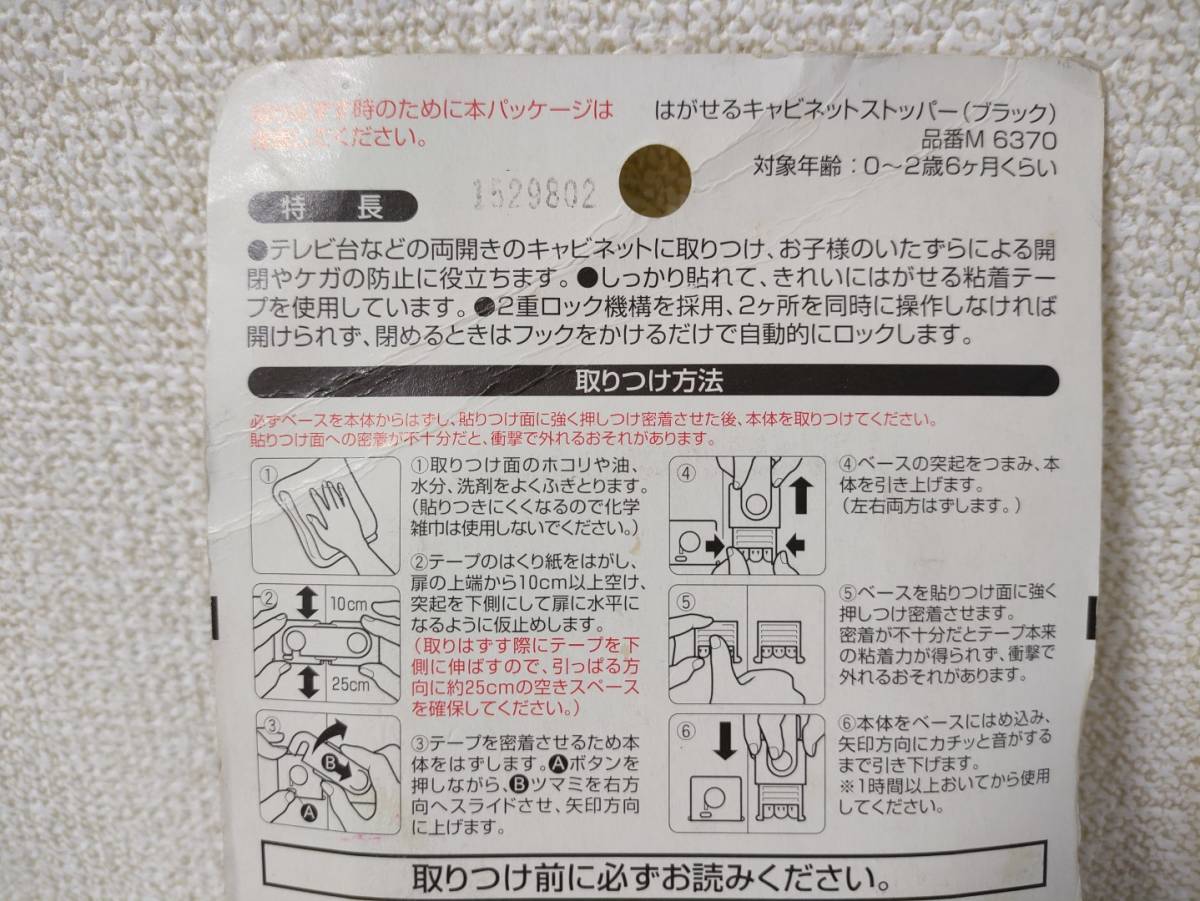 時のために本パッケージは
ください。
はがせるキャビネットストッパー(ブラック)
品番M 6370
対象年齢:0〜2歳6ヶ月くらい
特 長
1529802
●テレビ台などの両開きのキャビネットに取りつけ、お子様のいたずらによる開
閉やケガの防止に役立ちます。●しっかり貼れて、きれいにはがせる粘着テー
プを使用しています。●2重ロック機構を採用、2ヶ所を同時に操作しなければ
開けられず、閉めるときはフックをかけるだけで自動的にロックします。
取りつけ方法
必ずベースを本体からはずし、貼りつけ面に強く押しつけ密着させた後、本体を取りつけてください。
貼りつけ面への密着が不十分だと、衝撃で外れるおそれがあります。
①
①取りつけ面のホコリや油、
水分、洗剤をよくふきとります。
(貼りつきにくくなるので化学
雑巾は使用しないでください。)
②
10cm
25cm
②テープのはくり紙をはがし、
扉の上端から10cm以上空け、
突起を下側にして扉に水平に
なるように仮止めします。
(取りはずす際にテープを下
側に伸ばすので、引っぱる方
向に約25cmの空きスペース
を確保してください。)
③
B
A
③テープを密着させるため本
体をはずします。Aボタンを
押しながら、Bツマミを右方
向へスライドさせ、矢印方向
に上げます。
④
④ベースの突起をつまみ、本
体を引き上げます。
(左右両方はずします。)
⑤
⑤ベースを貼りつけ面に強く
押しつけ密着させます。
密着が不十分だとテープ本来
の粘着力が得られず、衝撃で
外れるおそれがあります。
⑥
⑥本体をベースにはめ込み、
矢印方向にカチッと音がする
まで引き下げます。
※1時間以上おいてから使用
してください。
取りつけ前に必ずお読みください。